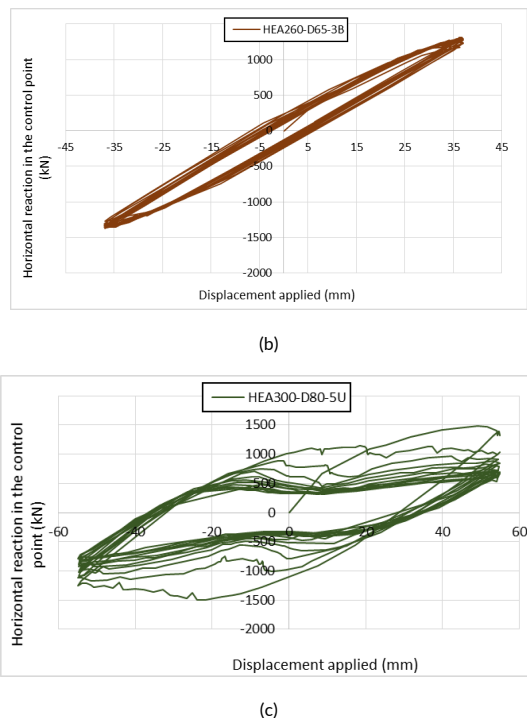 HEA260-D65-3B
Horizontal reaction in the control point
(kN)
1000
500
0
-45 -35 -25 -15 -5 5 15 25 35 45
-500
-1000
-1500
-2000
Displacement applied (mm)
(b)
HEA300-D80-5U
Horizontal reaction in the control
point (kN)
1500
1000
500
0
-60 -40 -20 0 20 40 60
-500
-1000
-1500
-2000
Displacement applied (mm)
(c)